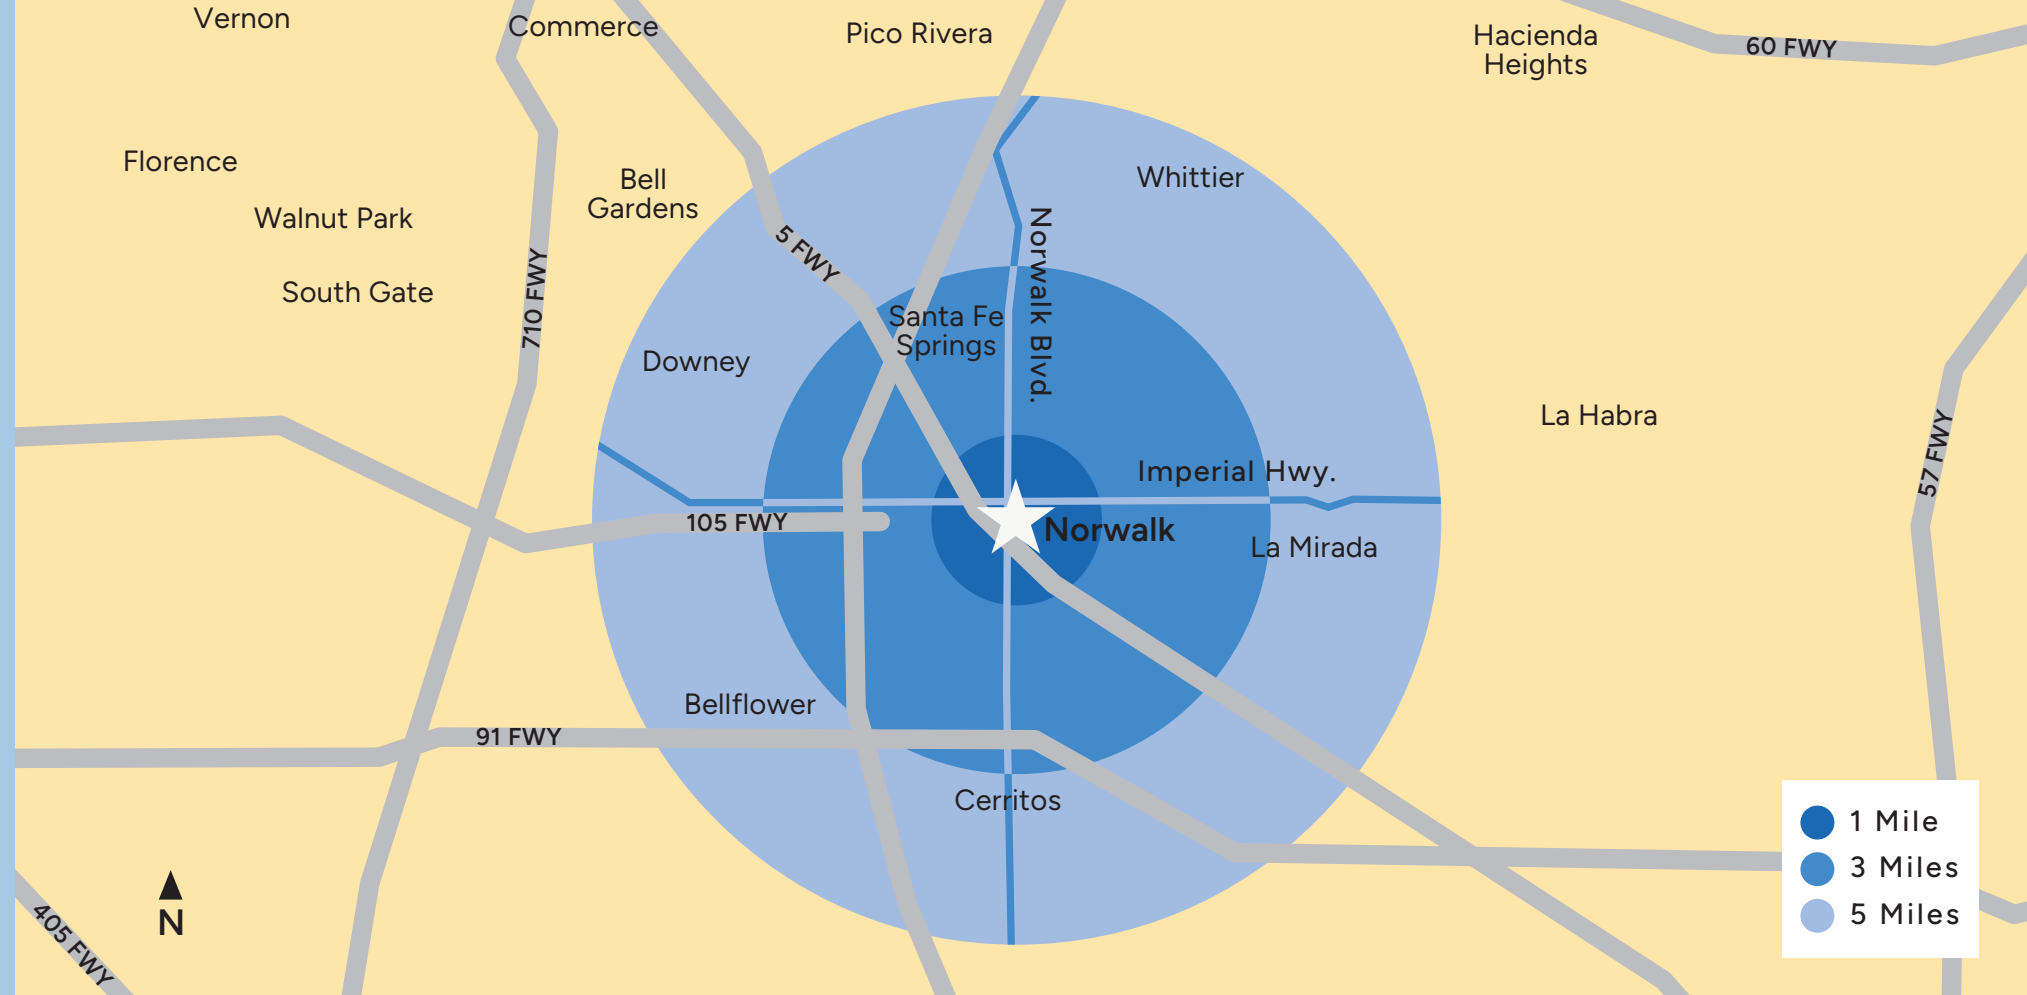 Vernon
Commerce
Pico Rivera
Hacienda
Heights
60 FWY
Florence
Bell
Gardens
Whittier
Walnut Park
5 FWY
Norwalk Blvd.
South Gate
710 FWY
Santa Fe
Springs
Downey
La Habra
57 FWY
Imperial Hwy.
105 FWY
Norwalk
La Mirada
Bellflower
91 FWY
Cerritos
1 Mile
3 Miles
5 Miles
N
405 FWY